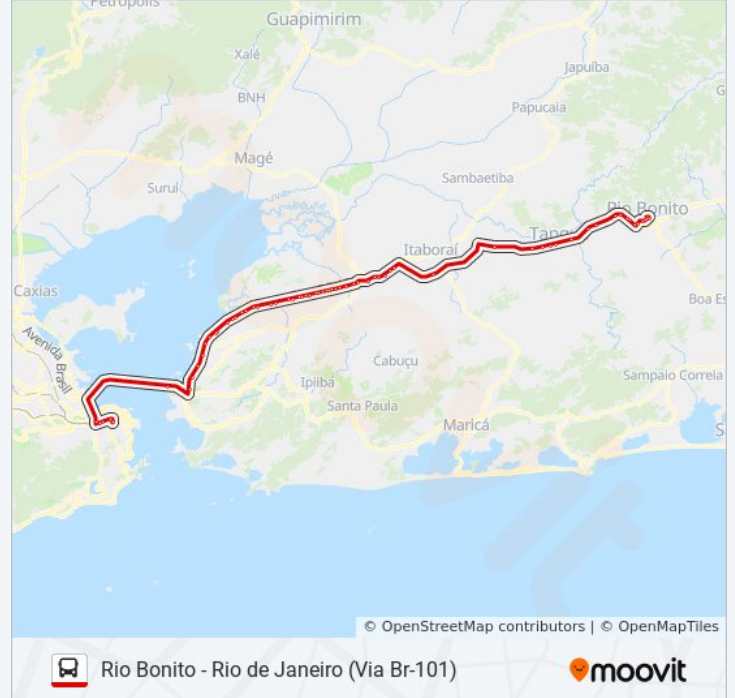 Petrópolis
Guapimirim
Xalé
Japuíba
BNH
Papucaia
Magé
Suruí
Sambaetiba
Rio Bonito
Itaboraí
Caxias
Boa Es
Avenida Brasil
Cabuçu
Ipiíba
Sampaio Correia
Santa Paula
Maricá
© OpenStreetMap contributors | © OpenMapTiles
Rio Bonito - Rio de Janeiro (Via Br-101)
moovit